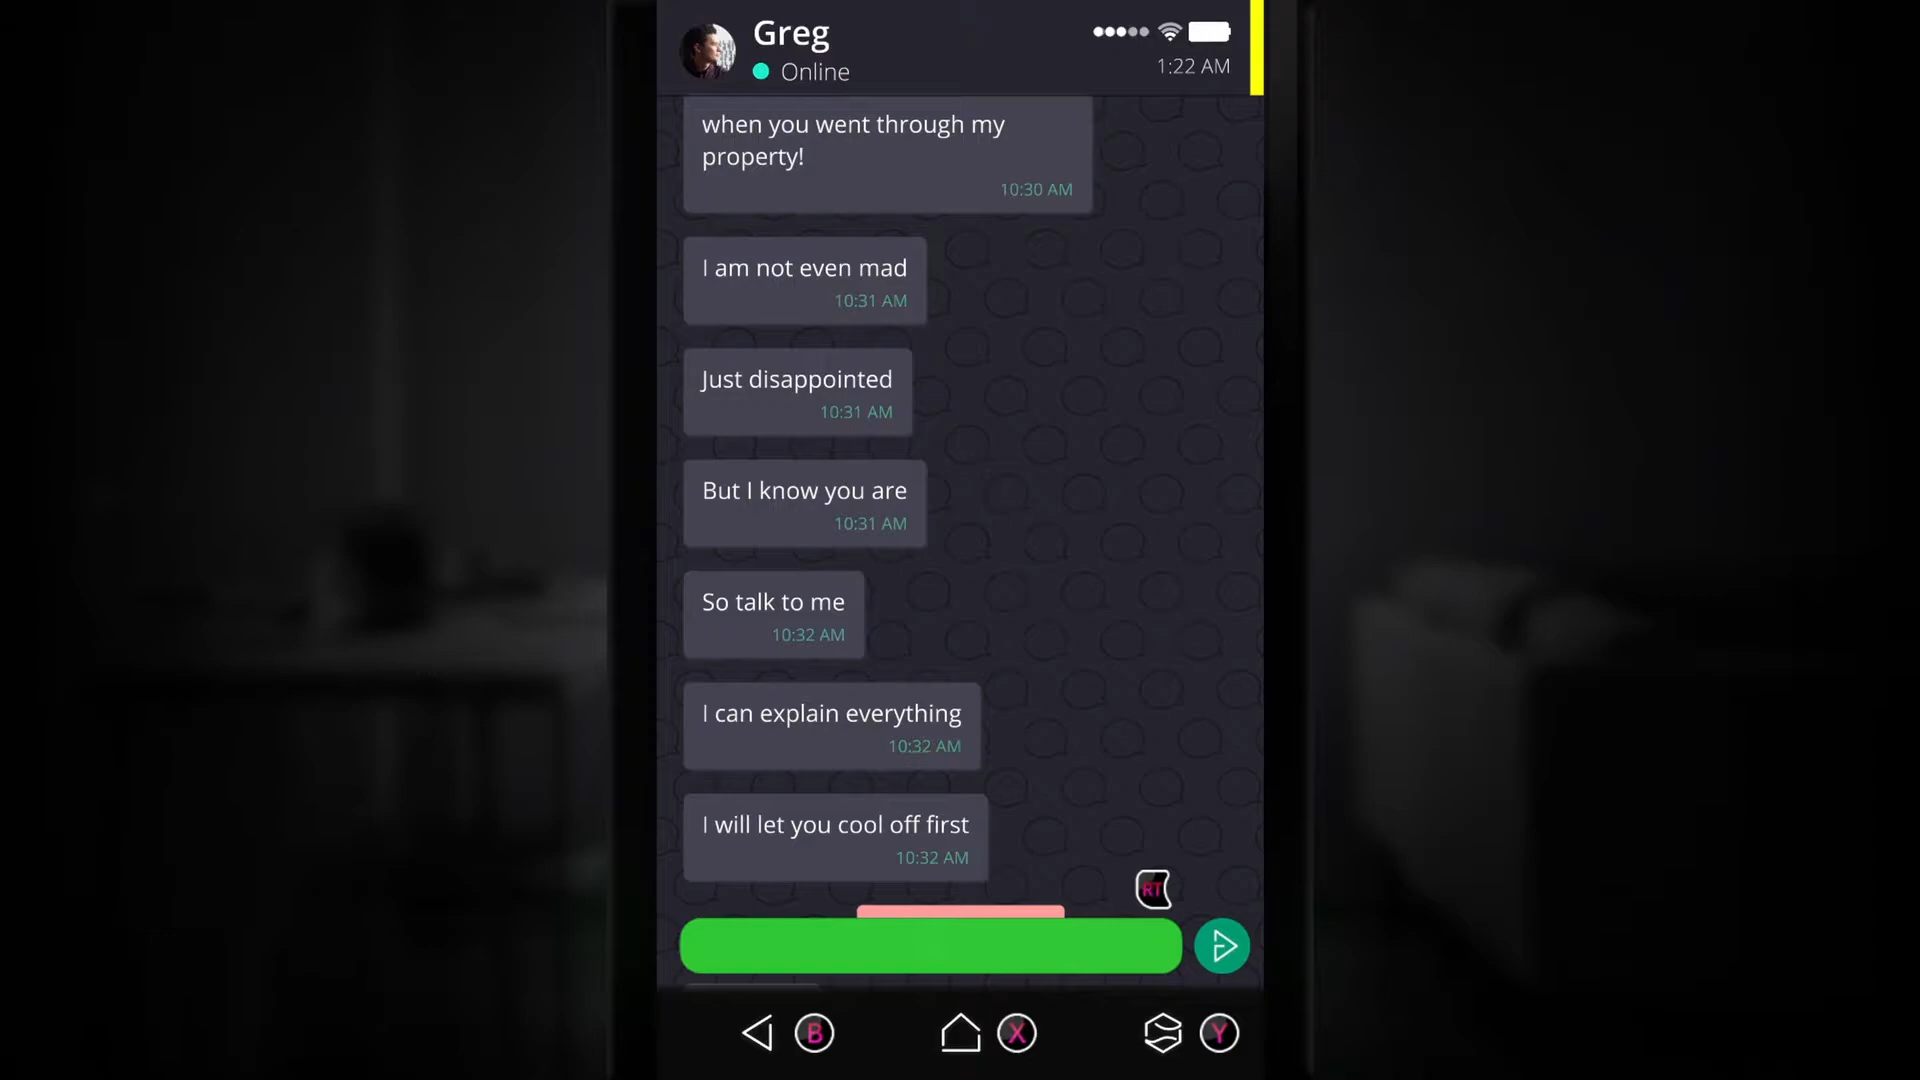 Greg
Online
1:22 AM
when you went through my
property!
10:30 AM
I am not even mad
10:31 AM
Just disappointed
10:31 AM
But I know you are
10:31 AM
So talk to me
10:32 AM
I can explain everything
10:32 AM
I will let you cool off first
10:32 AM
RT
B
X
Y